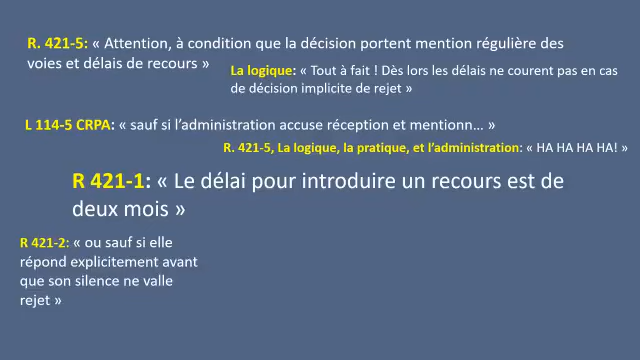 R. 421-5: « Attention, à condition que la décision portent mention régulière des
voies et délais de recours »
La logique: « Tout à fait ! Dès lors les délais ne courent pas en cas
de décision implicite de rejet »
L 114-5 CRPA: « sauf si l’administration accuse réception et mentionn… »
R. 421-5, La logique, la pratique, et l’administration: « HA HA HA HA! »
R 421-1: « Le délai pour introduire un recours est de
deux mois »
R 421-2: « ou sauf si elle
répond explicitement avant
que son silence ne valle
rejet »